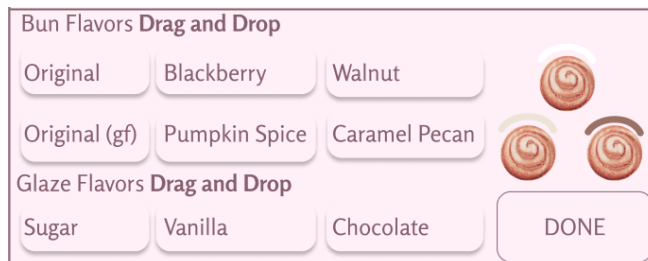 Bun Flavors Drag and Drop
Original Blackberry Walnut
Original (gf) Pumpkin Spice Caramel Pecan
Glaze Flavors Drag and Drop
Sugar Vanilla Chocolate DONE